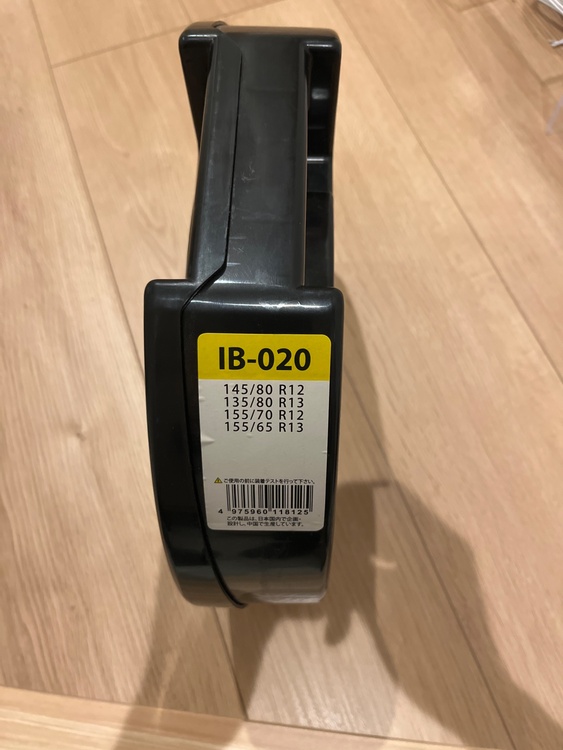 IB-020
145/80 R12
135/80 R13
155/70 R12
155/65 R13
⚠ご使用の前に装着テストを行って下さい。
4 975960 118125
この製品は、日本国内で企画・
設計し、中国で生産しています。